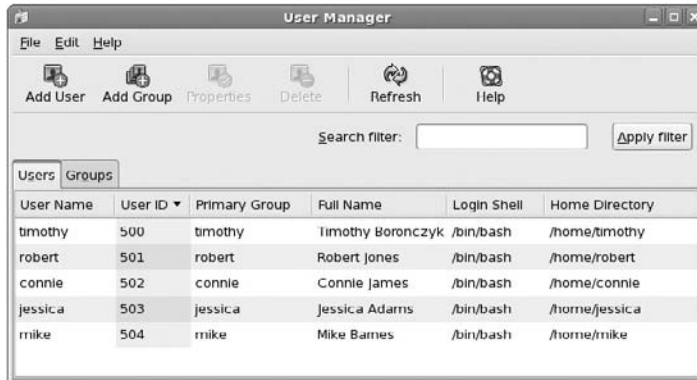 User Manager
File Edit Help
Add User Add Group Properties Delete Refresh Help
Search filter: Apply filter
Users Groups
User Name User ID Primary Group Full Name Login Shell Home Directory
timothy 500 timothy Timothy Boronczyk /bin/bash /home/timothy
robert 501 robert Robert Jones /bin/bash /home/robert
connie 502 connie Connie James /bin/bash /home/connie
jessica 503 jessica Jessica Adams /bin/bash /home/jessica
mike 504 mike Mike Barnes /bin/bash /home/mike